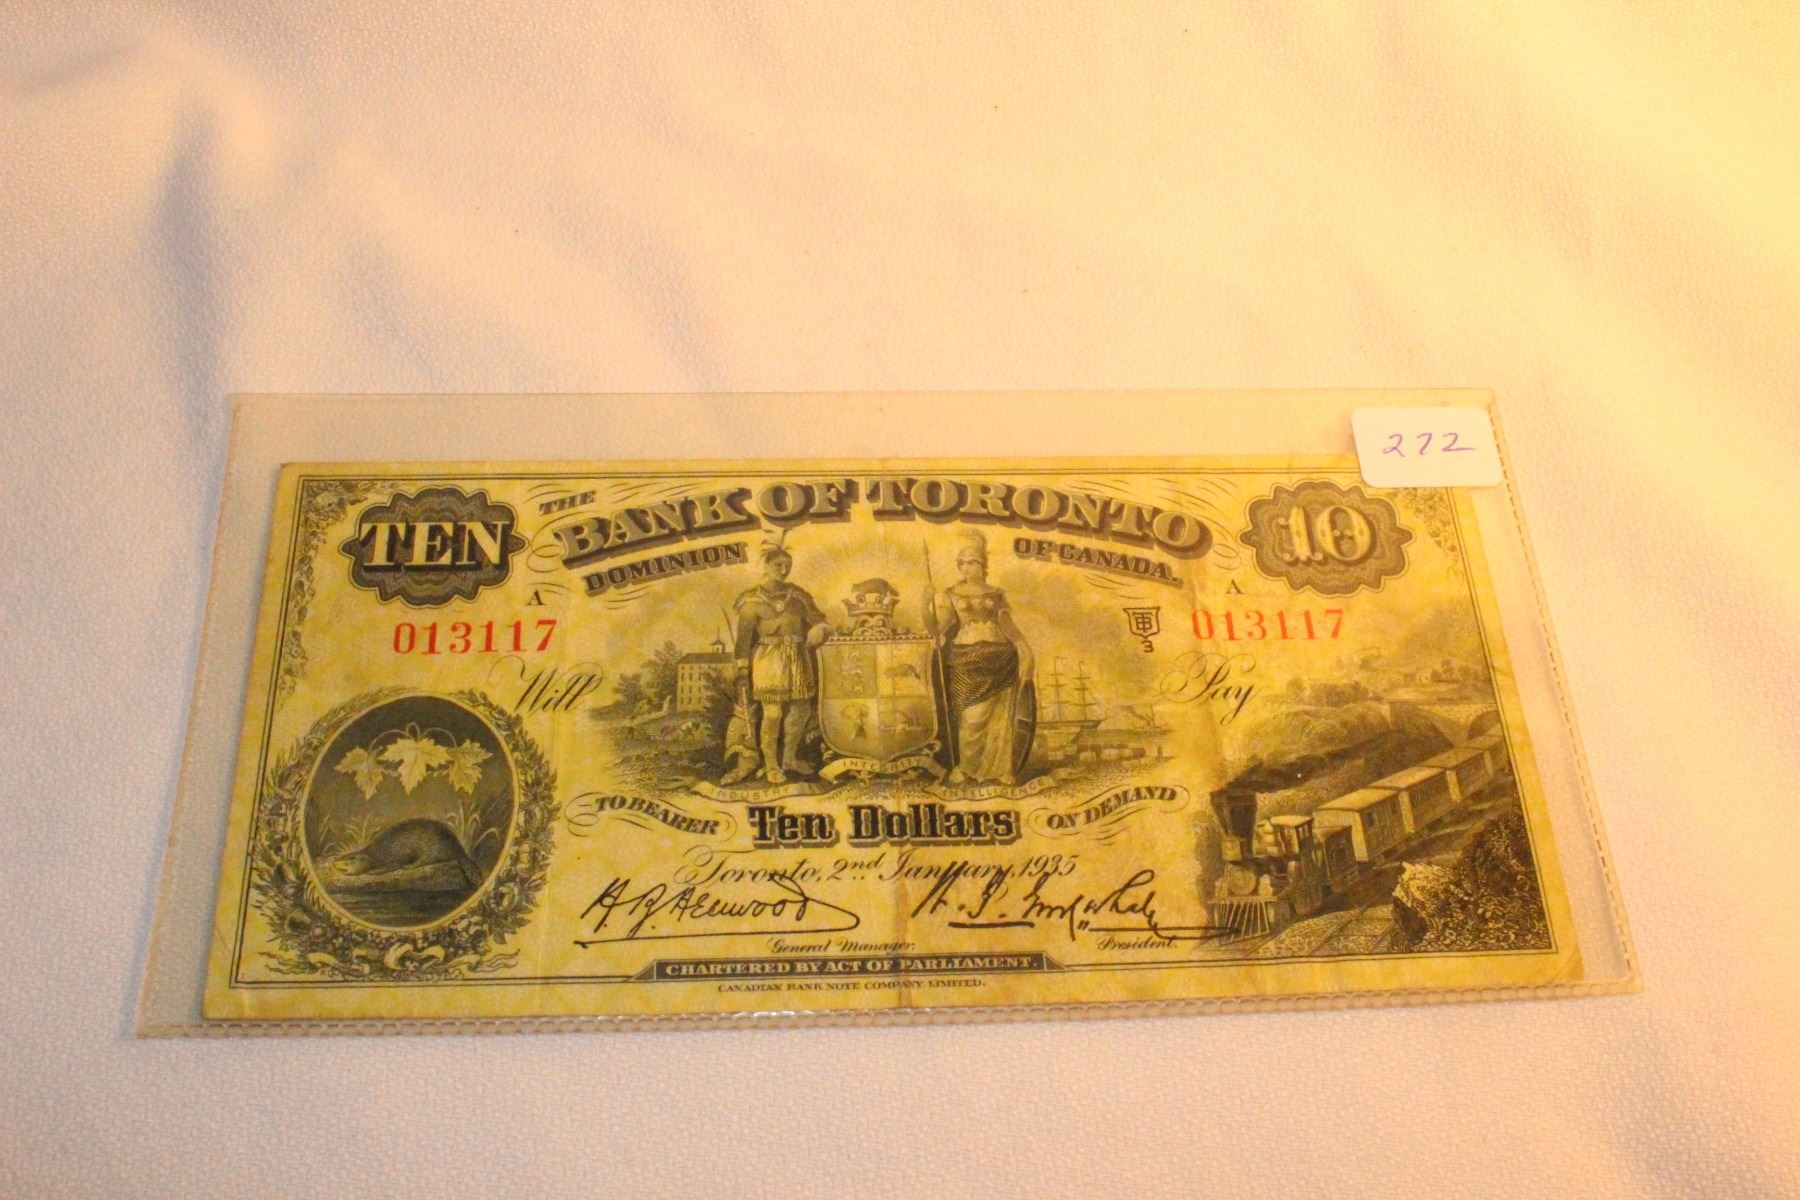 272
TEN
THE
BANK OF TORONTO
10
DOMINION OF CANADA.
A
A
013117
013117
BT
3
Will
Pay
INTEGRITY
INDUSTRY
INTELLIGENCE
TO BEARER
Ten Dollars
ON DEMAND
Toronto, 2nd January, 1935
General Manager.
President.
CHARTERED BY ACT OF PARLIAMENT.
CANADIAN BANK NOTE COMPANY, LIMITED.